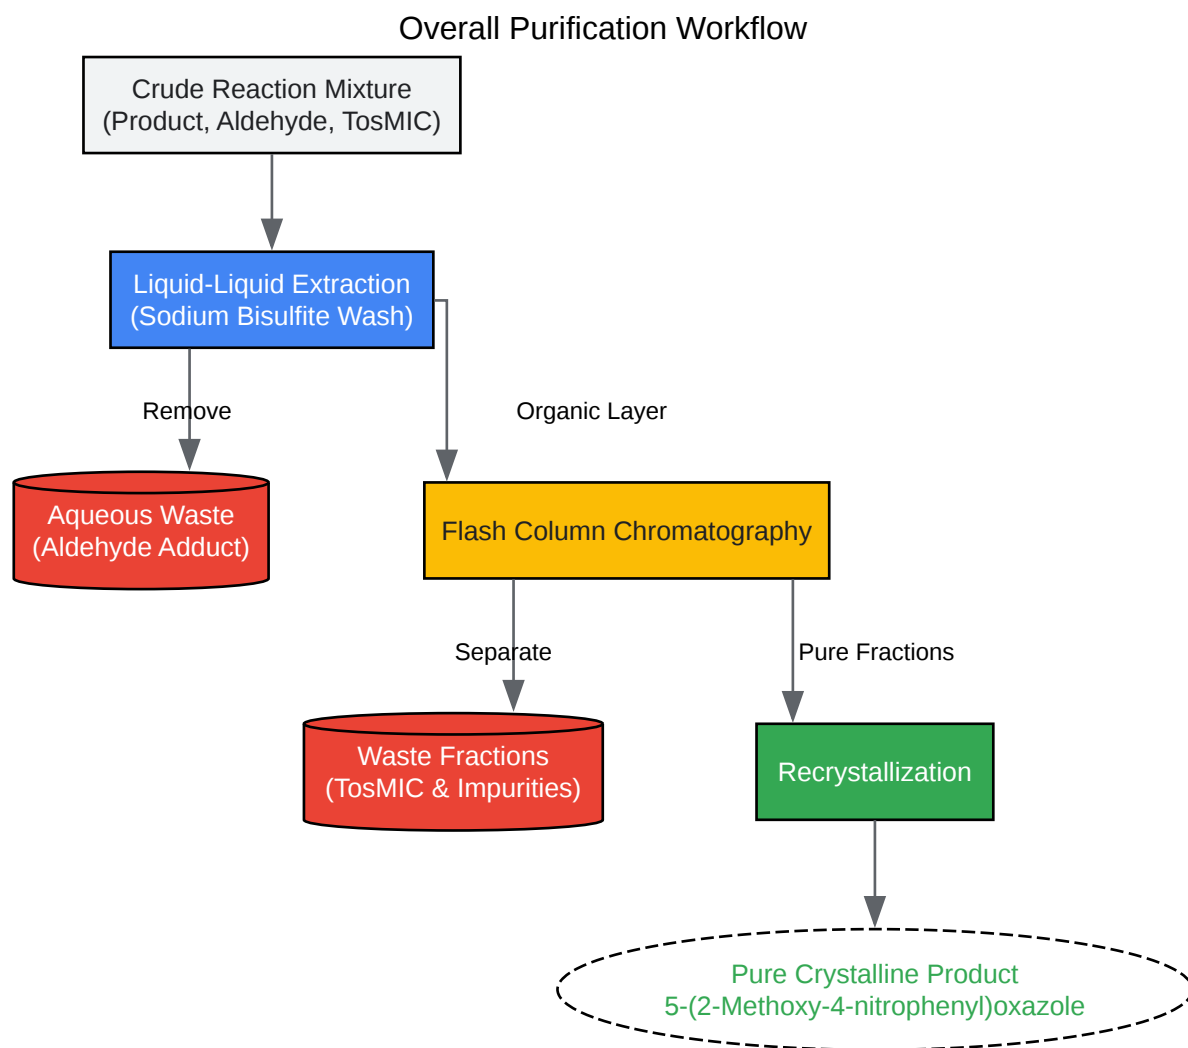 Overall Purification Workflow
Crude Reaction Mixture
(Product, Aldehyde, TosMIC)
Liquid-Liquid Extraction
(Sodium Bisulfite Wash)
Remove
Organic Layer
Aqueous Waste
(Aldehyde Adduct)
Flash Column Chromatography
Separate
Pure Fractions
Waste Fractions
(TosMIC & Impurities)
Recrystallization
Pure Crystalline Product
5-(2-Methoxy-4-nitrophenyl)oxazole